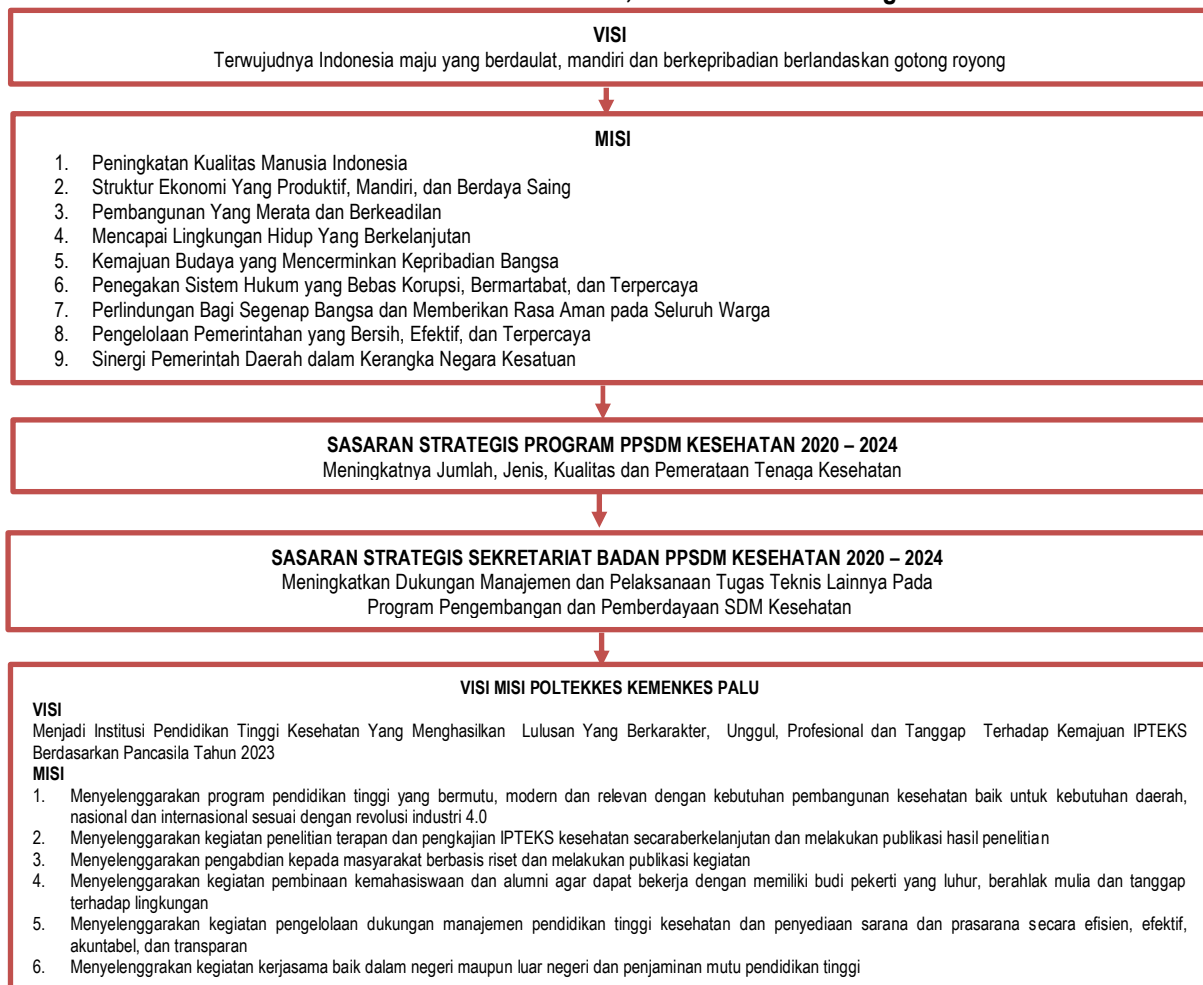 VISI
Terwujudnya Indonesia maju yang berdaulat, mandiri dan berkepribadian berlandaskan gotong royong
MISI
1. Peningkatan Kualitas Manusia Indonesia
2. Struktur Ekonomi Yang Produktif, Mandiri, dan Berdaya Saing
3. Pembangunan Yang Merata dan Berkeadilan
4. Mencapai Lingkungan Hidup Yang Berkelanjutan
5. Kemajuan Budaya yang Mencerminkan Kepribadian Bangsa
6. Penegakan Sistem Hukum yang Bebas Korupsi, Bermartabat, dan Terpercaya
7. Perlindungan Bagi Segenap Bangsa dan Memberikan Rasa Aman pada Seluruh Warga
8. Pengelolaan Pemerintahan yang Bersih, Efektif, dan Terpercaya
9. Sinergi Pemerintah Daerah dalam Kerangka Negara Kesatuan
SASARAN STRATEGIS PROGRAM PPSDM KESEHATAN 2020 – 2024
Meningkatnya Jumlah, Jenis, Kualitas dan Pemerataan Tenaga Kesehatan
SASARAN STRATEGIS SEKRETARIAT BADAN PPSDM KESEHATAN 2020 – 2024
Meningkatkan Dukungan Manajemen dan Pelaksanaan Tugas Teknis Lainnya Pada
Program Pengembangan dan Pemberdayaan SDM Kesehatan
VISI MISI POLTEKKES KEMENKES PALU
VISI
Menjadi Institusi Pendidikan Tinggi Kesehatan Yang Menghasilkan Lulusan Yang Berkarakter, Unggul, Profesional dan Tanggap Terhadap Kemajuan IPTEKS
Berdasarkan Pancasila Tahun 2023
MISI
1. Menyelenggarakan program pendidikan tinggi yang bermutu, modern dan relevan dengan kebutuhan pembangunan kesehatan baik untuk kebutuhan daerah,
nasional dan internasional sesuai dengan revolusi industri 4.0
2. Menyelenggarakan kegiatan penelitian terapan dan pengkajian IPTEKS kesehatan secaraberkelanjutan dan melakukan publikasi hasil penelitian
3. Menyelenggarakan pengabdian kepada masyarakat berbasis riset dan melakukan publikasi kegiatan
4. Menyelenggarakan kegiatan pembinaan kemahasiswaan dan alumni agar dapat bekerja dengan memiliki budi pekerti yang luhur, berahlak mulia dan tanggap
terhadap lingkungan
5. Menyelenggarakan kegiatan pengelolaan dukungan manajemen pendidikan tinggi kesehatan dan penyediaan sarana dan prasarana secara efisien, efektif,
akuntabel, dan transparan
6. Menyelenggrakan kegiatan kerjasama baik dalam negeri maupun luar negeri dan penjaminan mutu pendidikan tinggi